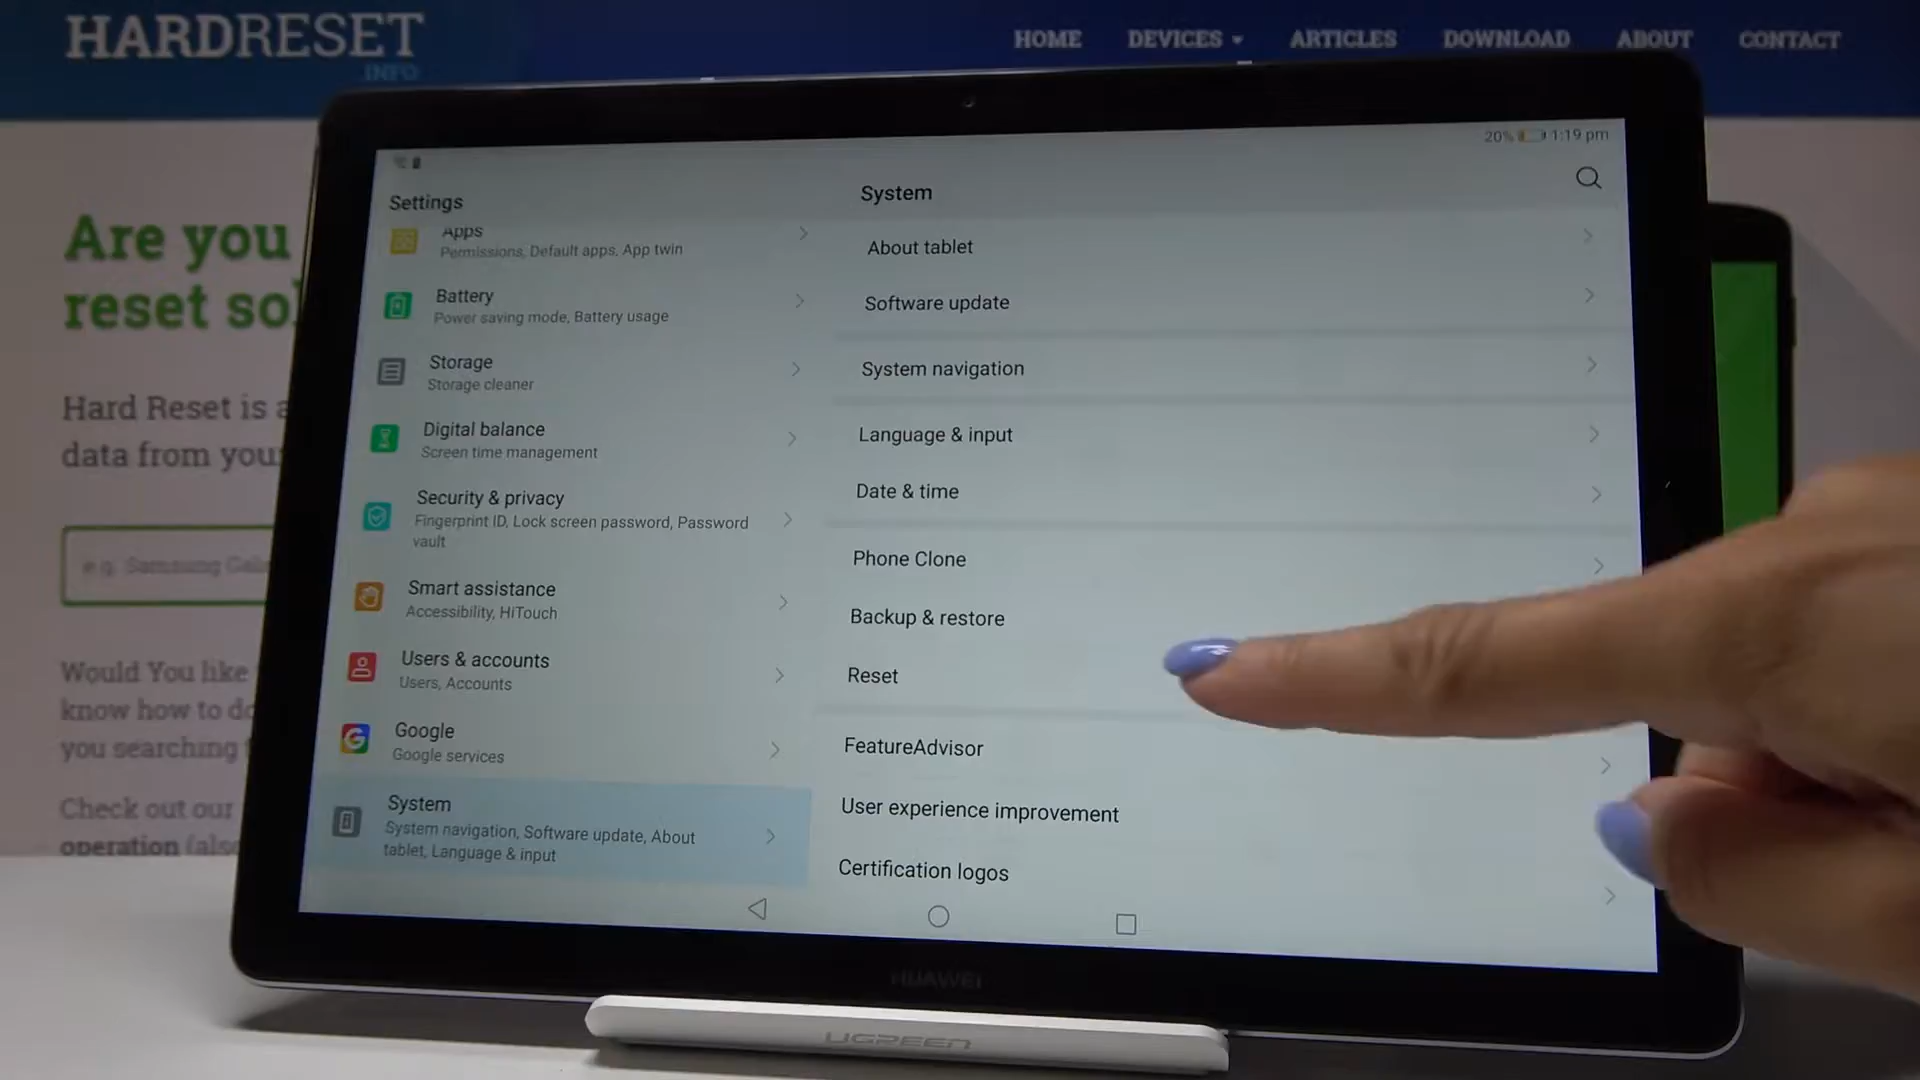 HARDRESET
INFO
HOME DEVICES ARTICLES DOWNLOAD ABOUT CONTACT
Are you
reset
Hard Reset is a
data from your
e.g. Samsung
Would You like
know how to do
you searching
Check out our
operation (also
20% 1:19 pm
Settings
Apps
Permissions, Default apps, App twin
Battery
Power saving mode, Battery usage
Storage
Storage cleaner
Digital balance
Screen time management
Security & privacy
Fingerprint ID, Lock screen password, Password
vault
Smart assistance
Accessibility, HiTouch
Users & accounts
Users, Accounts
Google
Google services
System
System navigation, Software update, About
tablet, Language & input
System
About tablet
Software update
System navigation
Language & input
Date & time
Phone Clone
Backup & restore
Reset
FeatureAdvisor
User experience improvement
Certification logos
HUAWEI
UGREEN